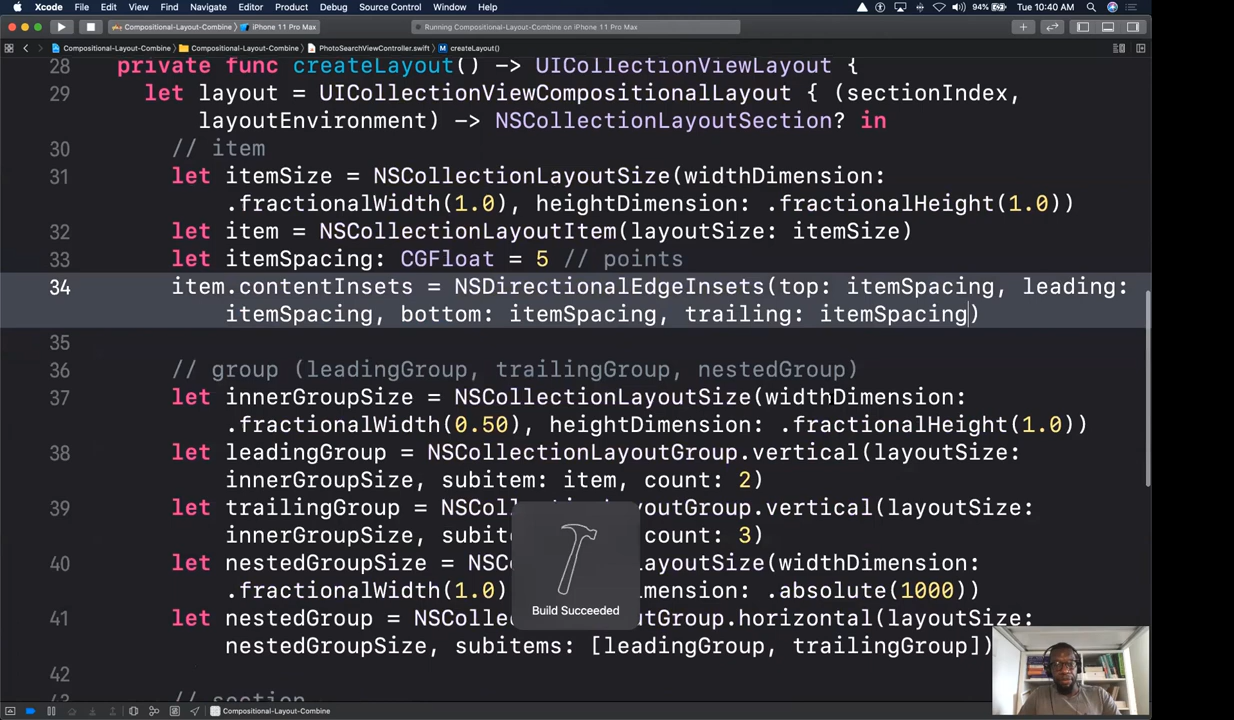 Xcode File Edit View Find Navigate Editor Product Debug Source Control Window Help 94% Tue 10:40 AM
Compositional-Layout-Combine iPhone 11 Pro Max Running Compositional-Layout-Combine on iPhone 11 Pro Max
Compositional-Layout-Combine Compositional-Layout-Combine PhotoSearchViewController.swift M createLayout()
28 private func createLayout() -> UICollectionViewLayout {
29 let layout = UICollectionViewCompositionalLayout { (sectionIndex,
layoutEnvironment) -> NSCollectionLayoutSection? in
30 // item
31 let itemSize = NSCollectionLayoutSize(widthDimension:
.fractionalWidth(1.0), heightDimension: .fractionalHeight(1.0))
32 let item = NSCollectionLayoutItem(layoutSize: itemSize)
33 let itemSpacing: CGFloat = 5 // points
34 item.contentInsets = NSDirectionalEdgeInsets(top: itemSpacing, leading:
itemSpacing, bottom: itemSpacing, trailing: itemSpacing)
35
36 // group (leadingGroup, trailingGroup, nestedGroup)
37 let innerGroupSize = NSCollectionLayoutSize(widthDimension:
.fractionalWidth(0.50), heightDimension: .fractionalHeight(1.0))
38 let leadingGroup = NSCollectionLayoutGroup.vertical(layoutSize:
innerGroupSize, subitem: item, count: 2)
39 let trailingGroup = NSCollectionLayoutGroup.vertical(layoutSize:
innerGroupSize, count: 3)
40 let nestedGroupSize = LayoutSize(widthDimension:
.fractionalWidth(1.0) .absolute(1000))
41 let nestedGroup = Group.horizontal(layoutSize:
nestedGroupSize, subitems: [leadingGroup, trailingGroup])
42
// section
Build Succeeded
Compositional-Layout-Combine